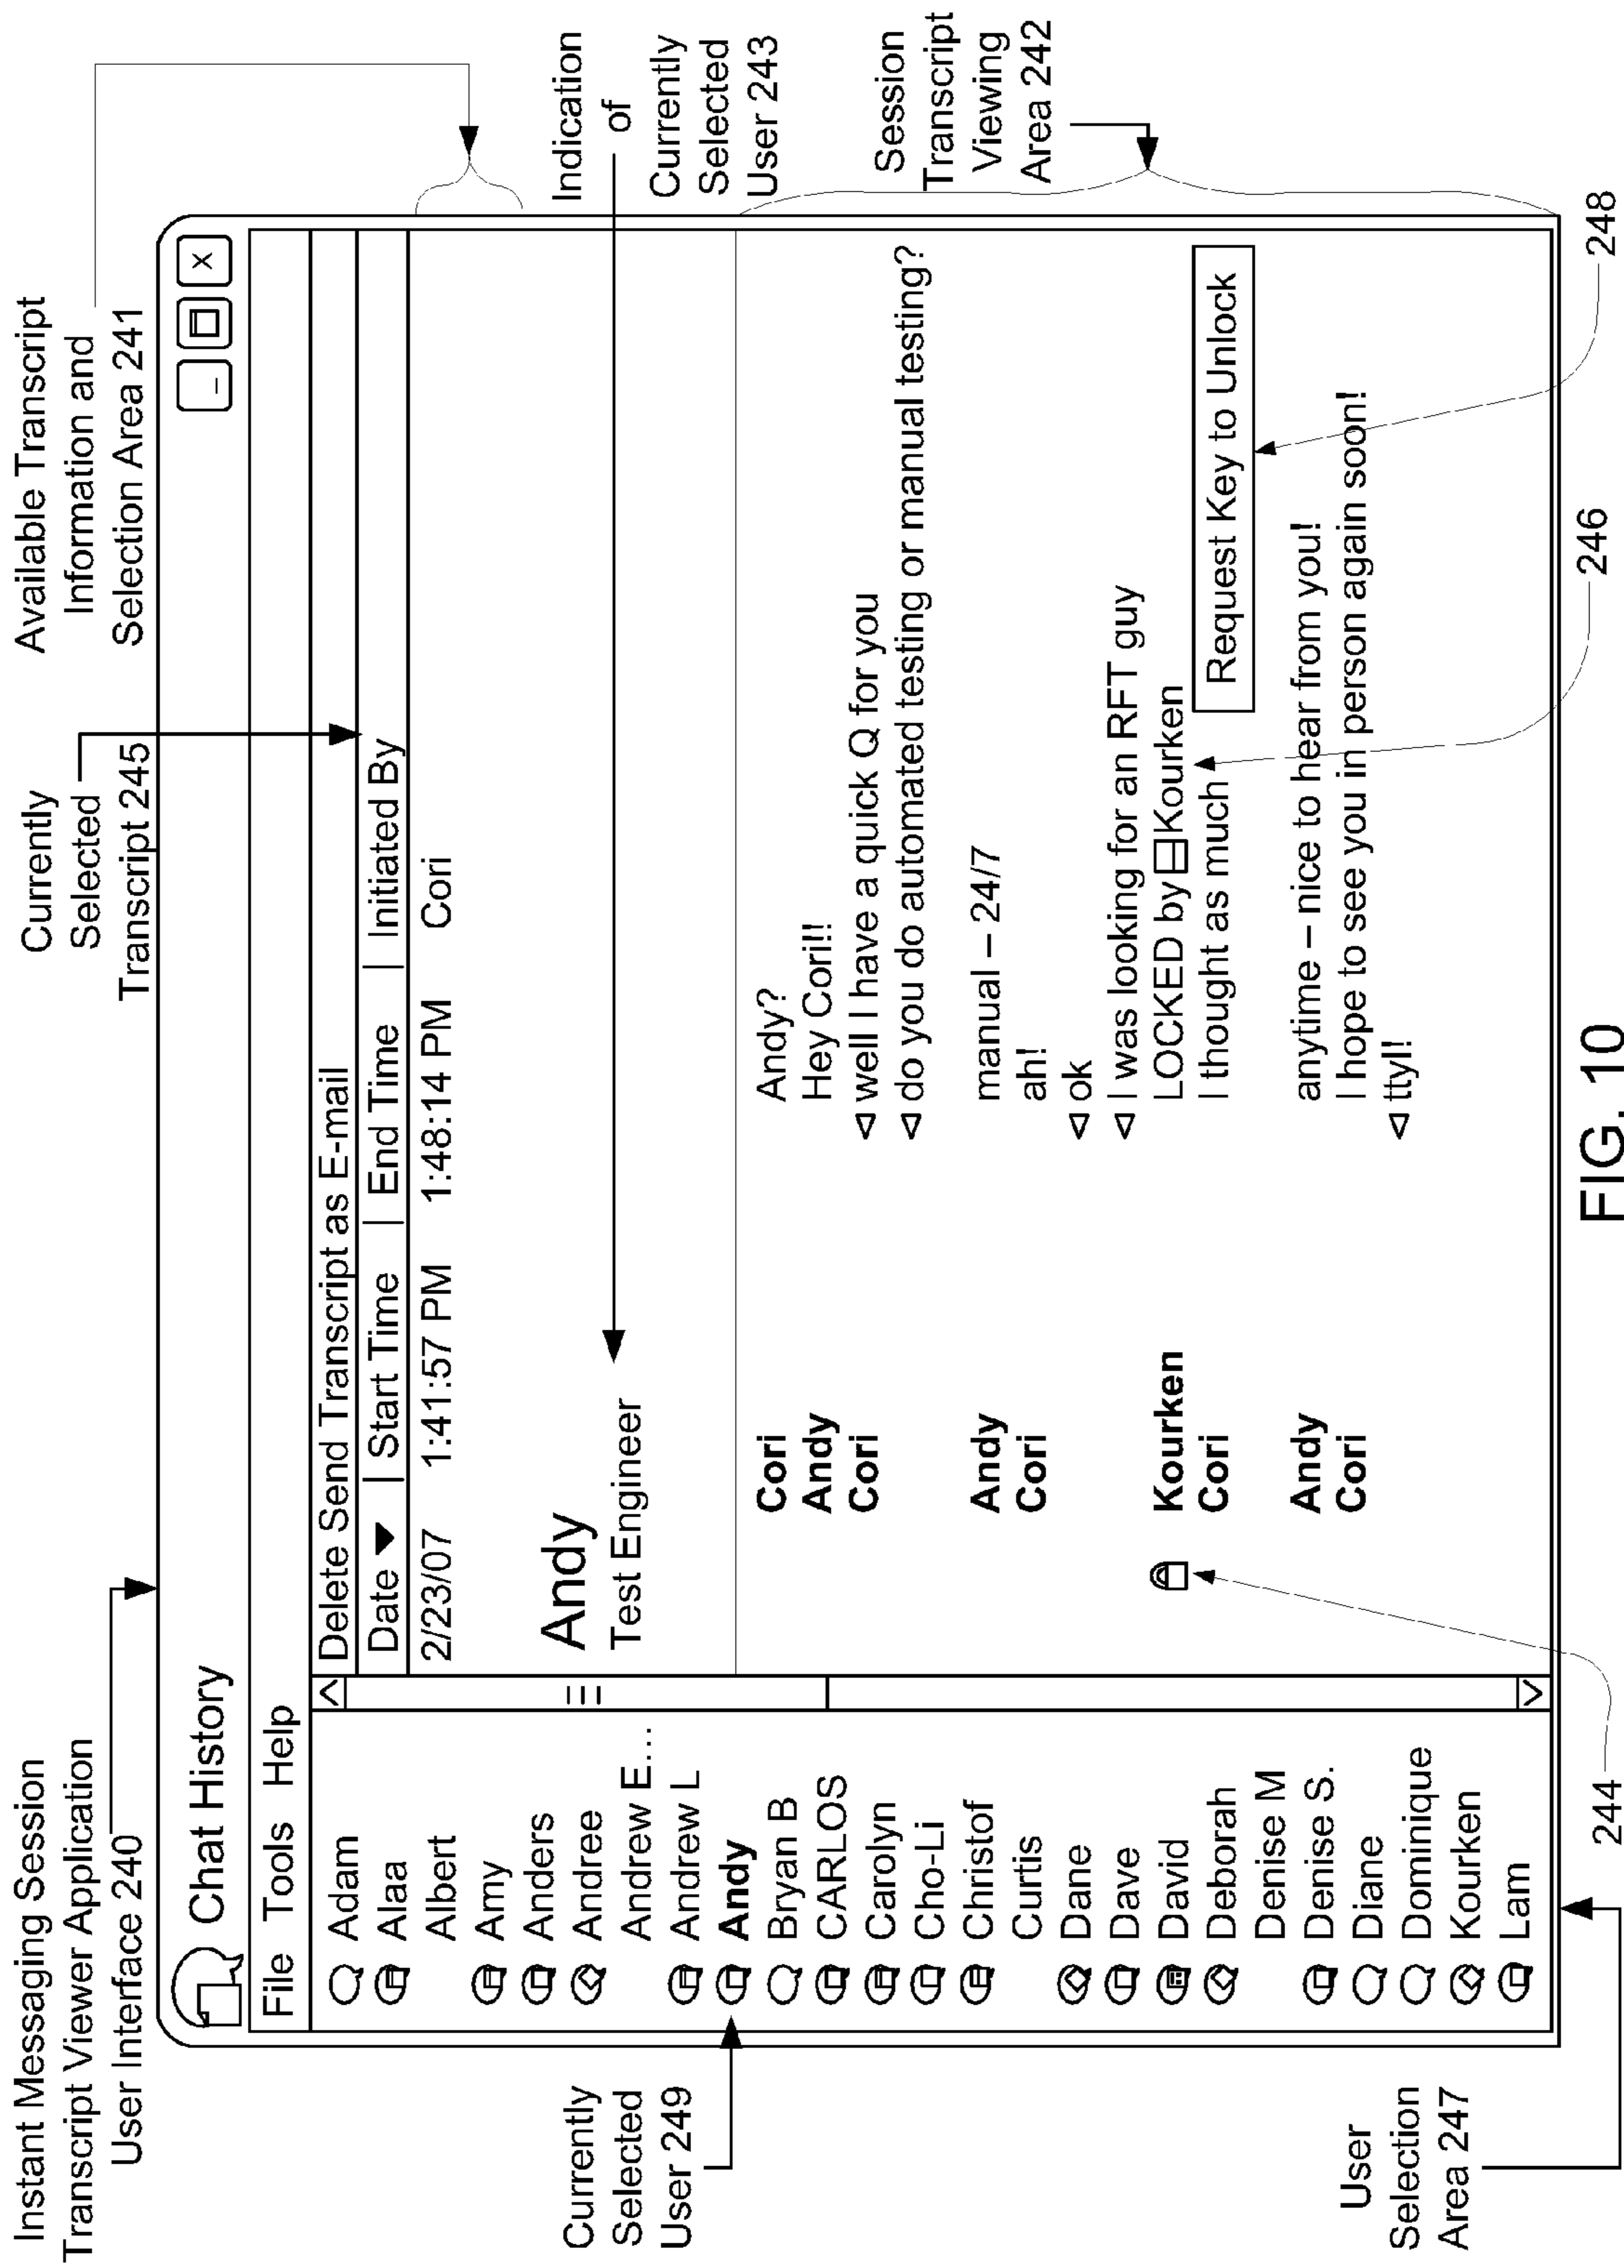 Instant Messaging Session
Transcript Viewer Application
User Interface 240
Currently
Selected
Transcript 245
Available Transcript
Information and
Selection Area 241
Chat History
_ X
File Tools Help
Delete Send Transcript as E-mail
Date | Start Time | End Time | Initiated By
2/23/07 1:41:57 PM 1:48:14 PM Cori
Adam
Alaa
Albert
Amy
Anders
Andree
Andrew E...
Andrew L
Andy
Bryan B
CARLOS
Carolyn
Cho-Li
Christof
Curtis
Dane
Dave
David
Deborah
Denise M
Denise S.
Diane
Dominique
Kourken
Lam
Andy
Test Engineer
Cori Andy?
Andy Hey Cori!!
Cori well I have a quick Q for you
do you do automated testing or manual testing?
Andy manual – 24/7
Cori ah!
ok
I was looking for an RFT guy
Kourken LOCKED by Kourken
Cori I thought as much
Request Key to Unlock
Andy anytime – nice to hear from you!
Cori I hope to see you in person again soon!
ttyl!
Indication
of
Currently
Selected
User 243
Session
Transcript
Viewing
Area 242
Currently
Selected
User 249
User
Selection
Area 247
244
246
248
FIG. 10